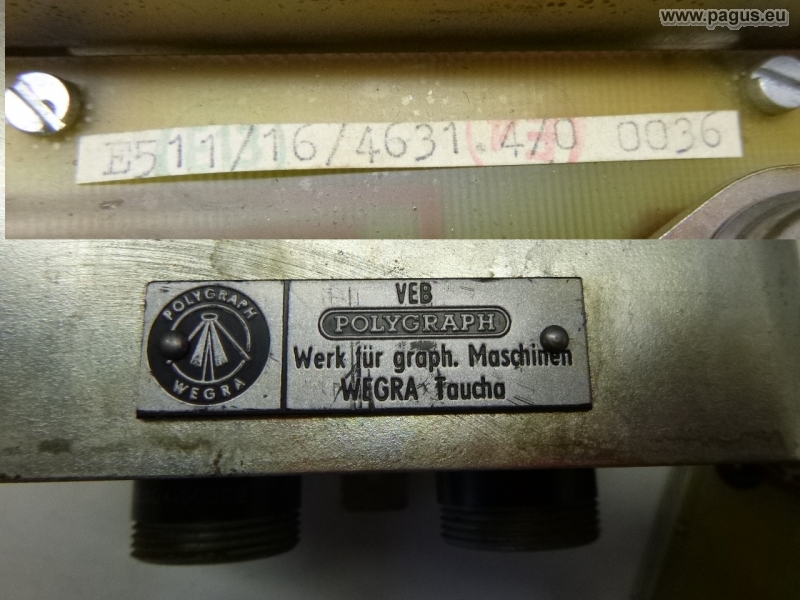 www.pagus.eu
E511/16/4631.4/0 0036
POLYGRAPH
WEGRA
VEB
POLYGRAPH
Werk für graph. Maschinen
WEGRA Taucha